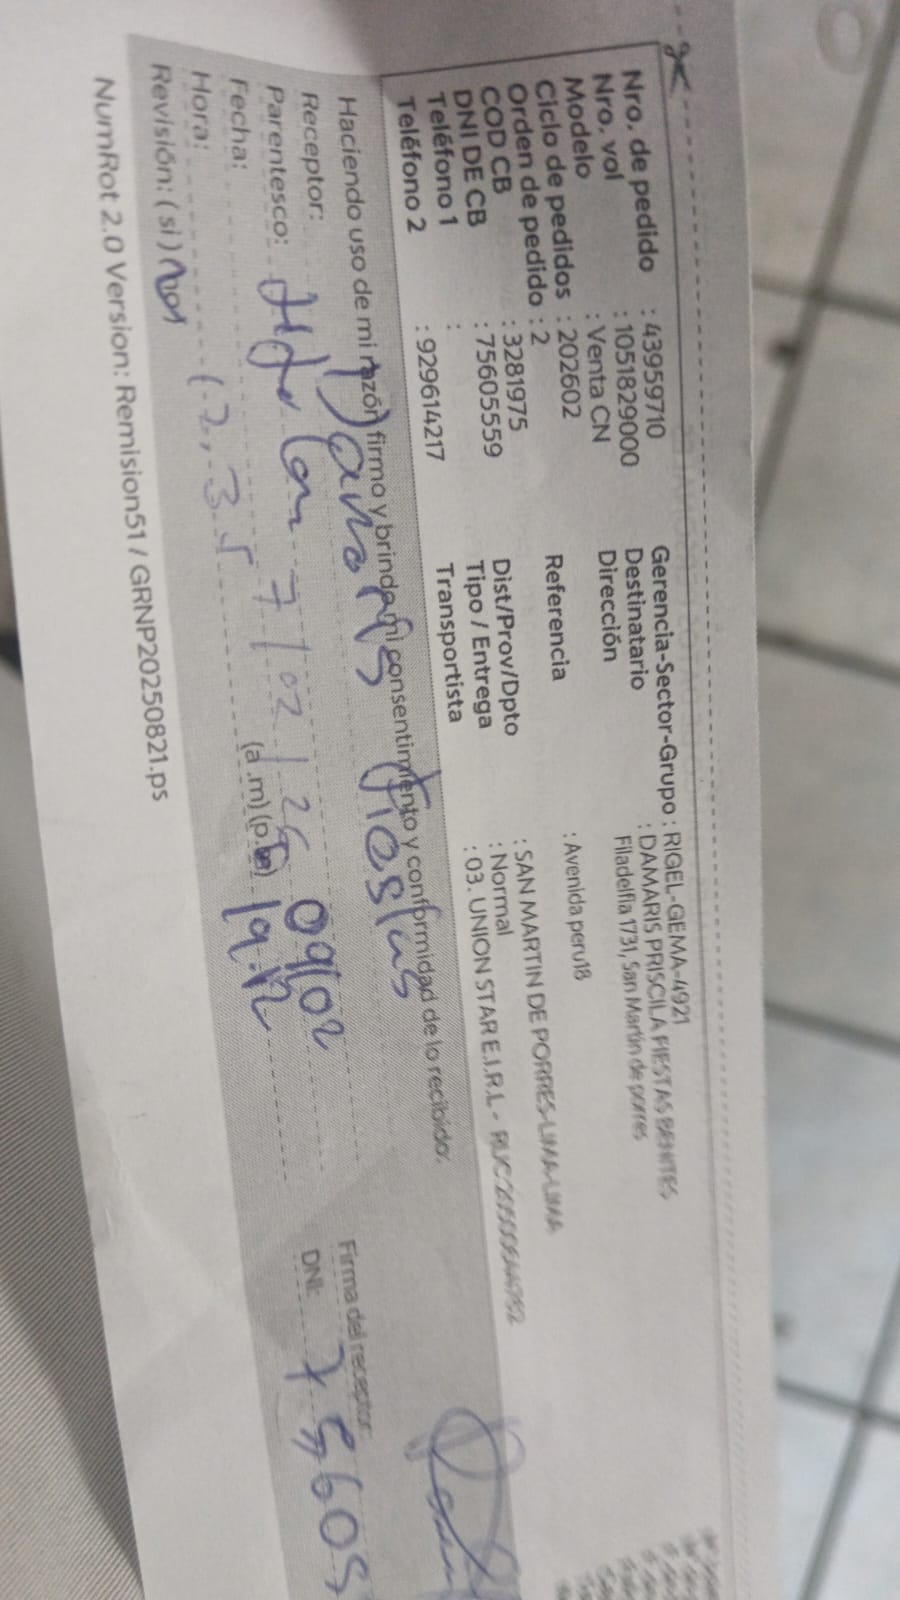 Nro. de pedido : 43959710
Nro. vol : 1051829000
Modelo : Venta CN
Ciclo de pedidos : 202602
Orden de pedido : 2
COD CB : 3281975
DNI DE CB : 75605559
Teléfono 1 :
Teléfono 2 : 929614217
Gerencia-Sector-Grupo : RIGEL-GEMA-4921
Destinatario : DAMARIS PRISCILA FIESTAS BENITES
Dirección Filadelfia 1731, San Martin de porres
Referencia : Avenida peru18
Dist/Prov/Dpto : SAN MARTIN DE PORRES-LIMA-LIMA
Tipo / Entrega : Normal
Transportista : 03. UNION STAR E.I.R.L - RUC:
Haciendo uso de mi razón firmo y brindo mi consentimiento y conformidad de lo recibido.
Receptor: Damaris Fiestas
Parentesco:
Fecha: 7/02/26 09/02
Hora: (a.m) (p.m) 19.12
Revisión: (si)
Firma del receptor:
DNI: 75605
NumRot 2.0 Version: Remision51 / GRNP20250821.ps